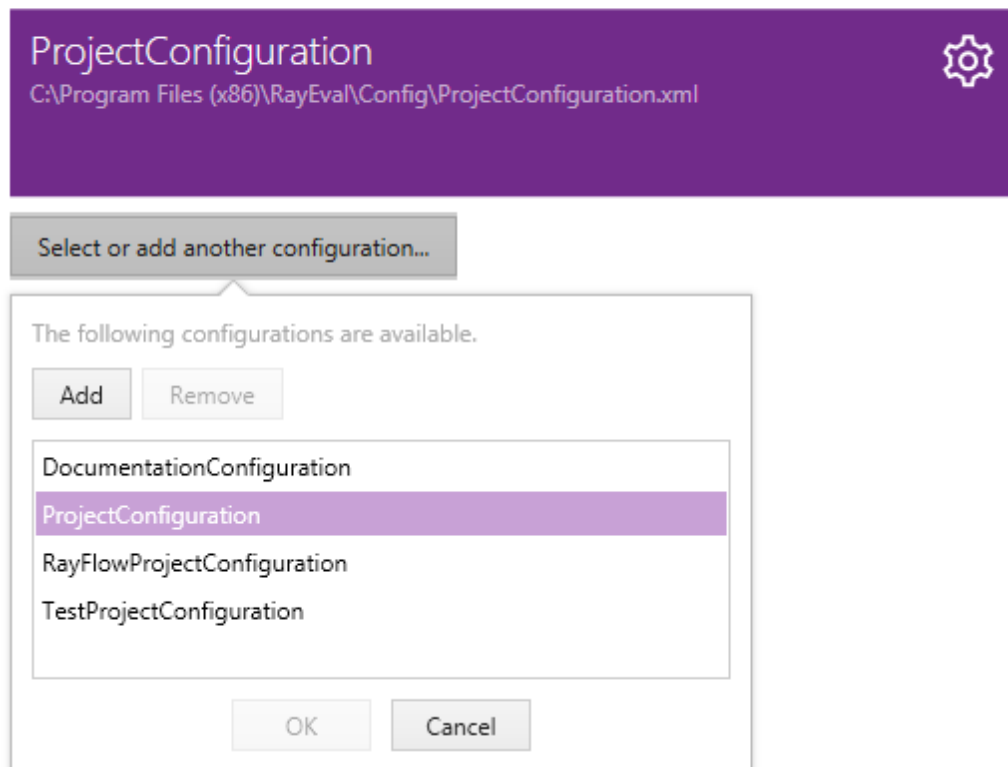 ProjectConfiguration
C:\Program Files (x86)\RayEval\Config\ProjectConfiguration.xml
Select or add another configuration...
The following configurations are available.
Add Remove
DocumentationConfiguration
ProjectConfiguration
RayFlowProjectConfiguration
TestProjectConfiguration
OK Cancel